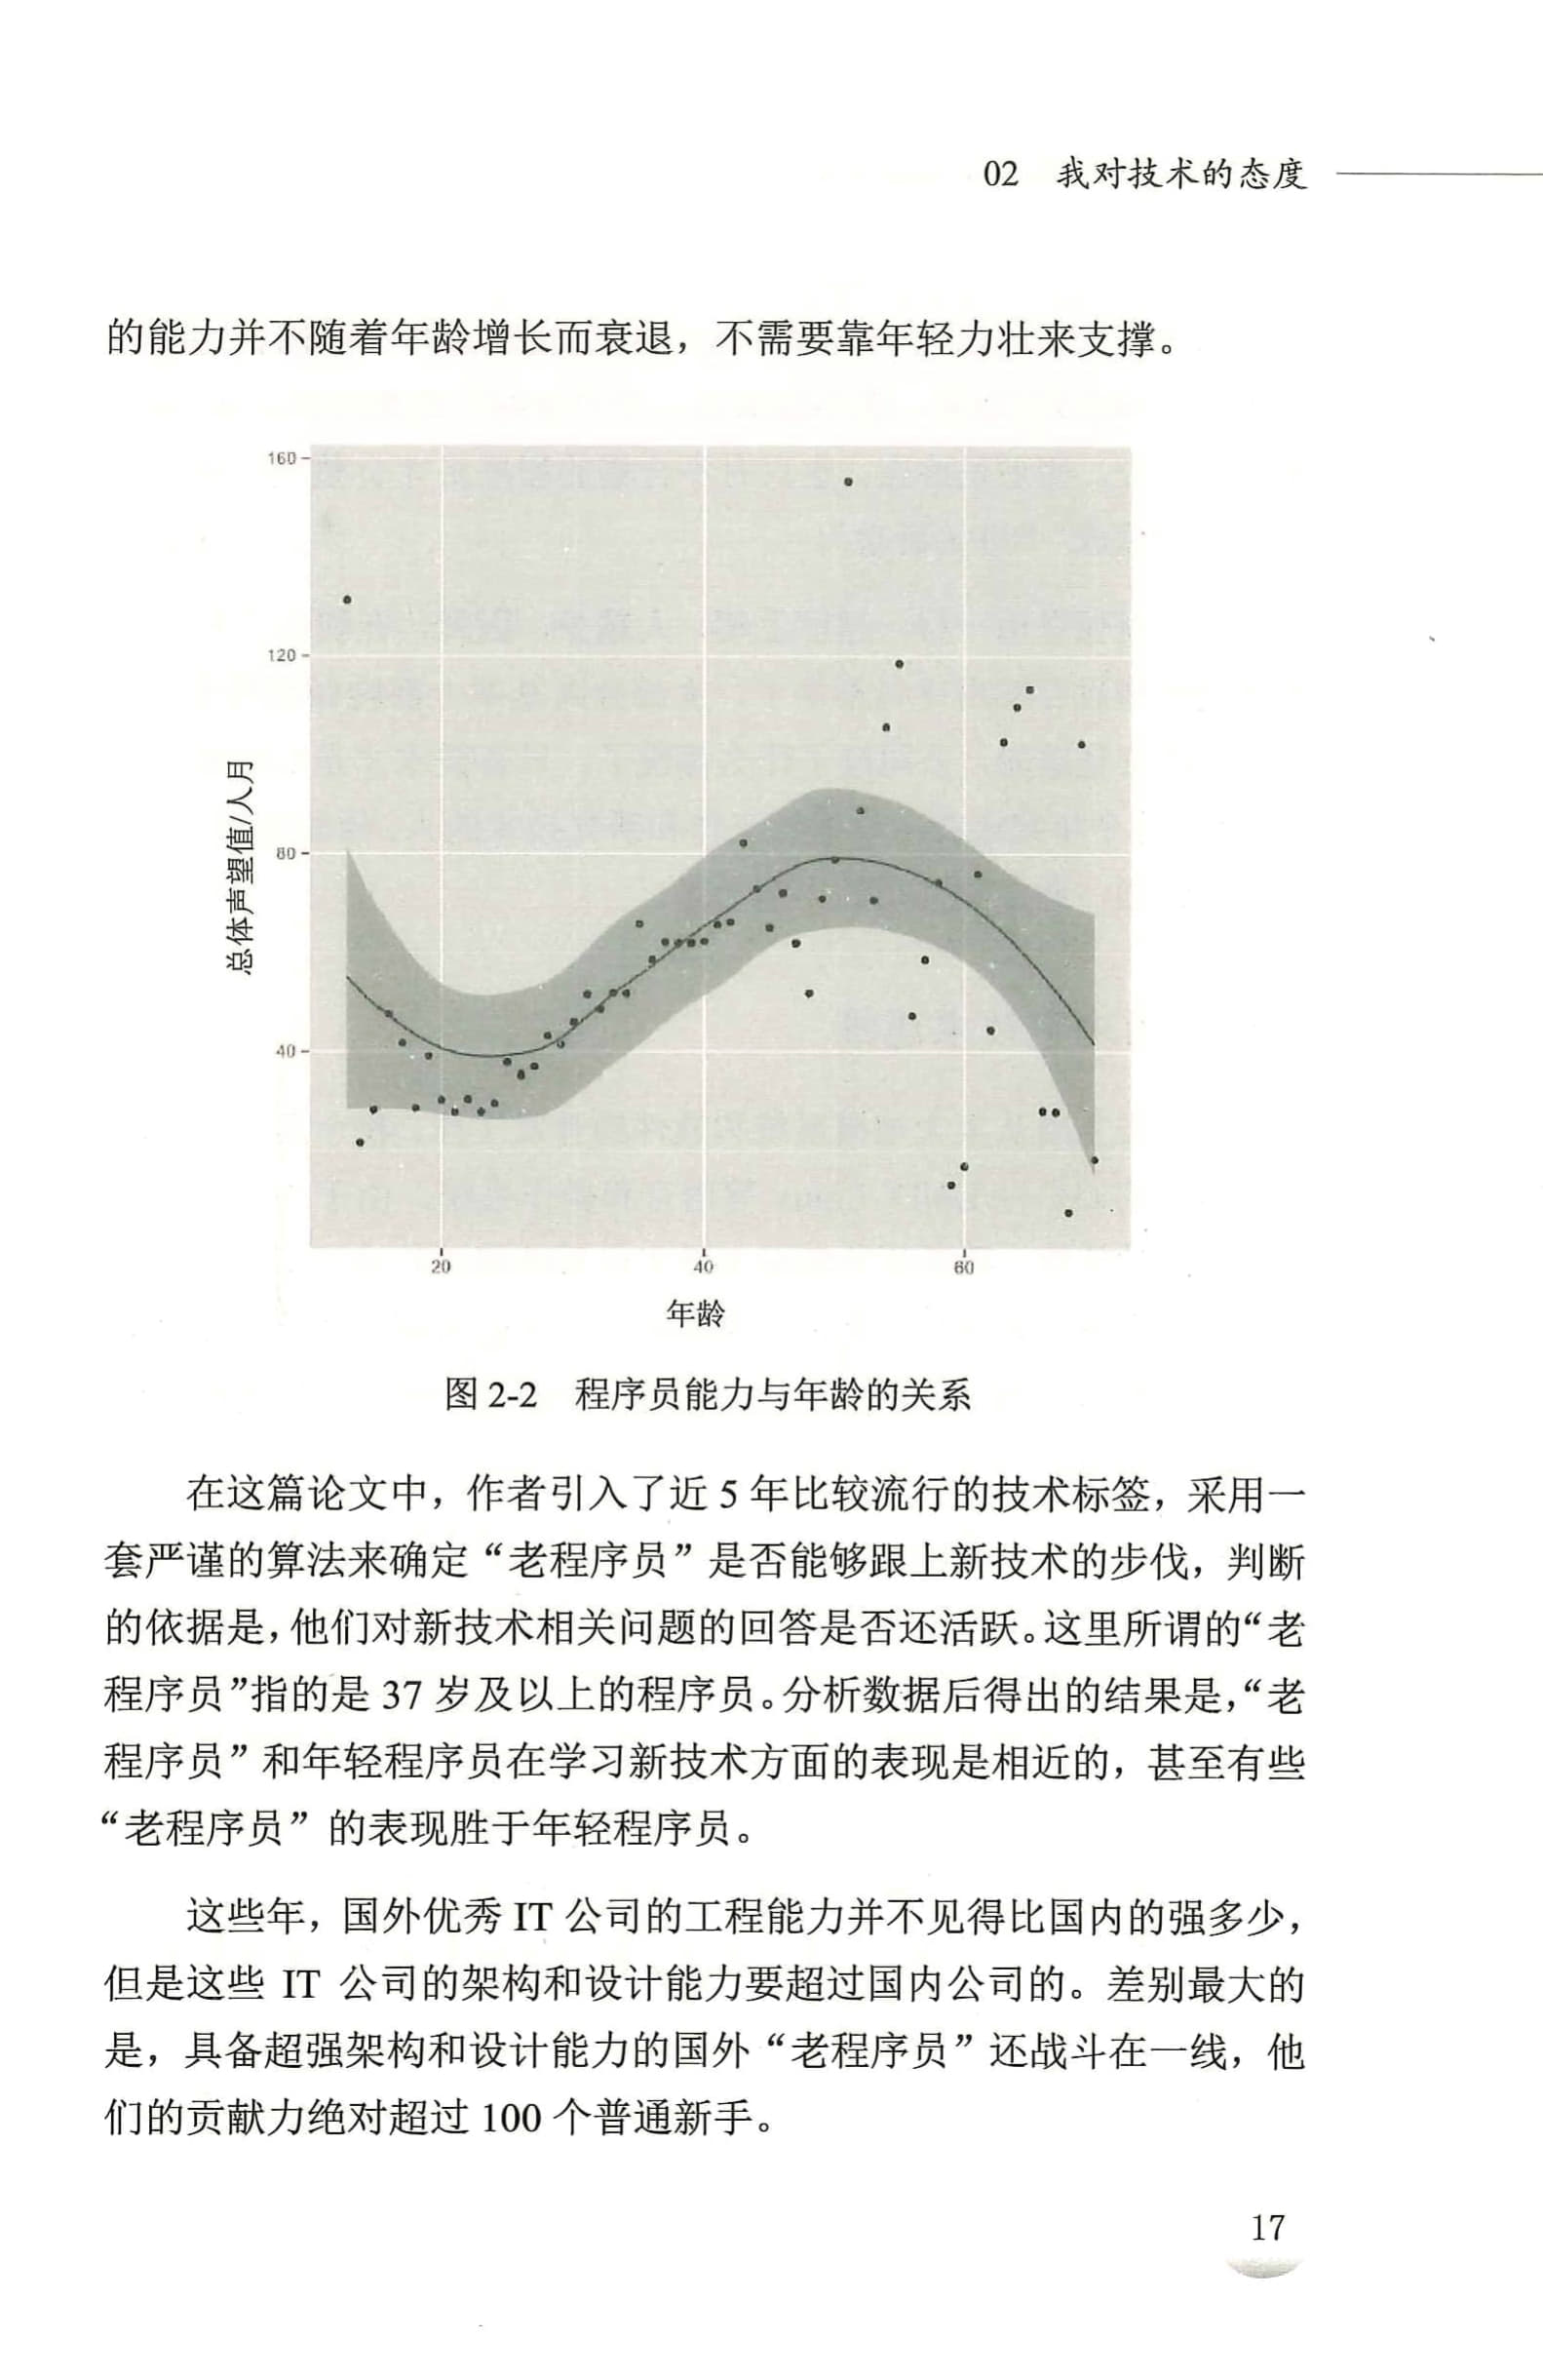 02 我对技术的态度
的能力并不随着年龄增长而衰退，不需要靠年轻力壮来支撑。
160
120
80
40
总体声望值/人月
20 40 60
年龄
图 2-2 程序员能力与年龄的关系
在这篇论文中，作者引入了近 5 年比较流行的技术标签，采用一
套严谨的算法来确定“老程序员”是否能够跟上新技术的步伐，判断
的依据是，他们对新技术相关问题的回答是否还活跃。这里所谓的“老
程序员”指的是 37 岁及以上的程序员。分析数据后得出的结果是，“老
程序员”和年轻程序员在学习新技术方面的表现是相近的，甚至有些
“老程序员”的表现胜于年轻程序员。
这些年，国外优秀 IT 公司的工程能力并不见得比国内的强多少，
但是这些 IT 公司的架构和设计能力要超过国内公司的。差别最大的
是，具备超强架构和设计能力的国外“老程序员”还战斗在一线，他
们的贡献力绝对超过 100 个普通新手。
17